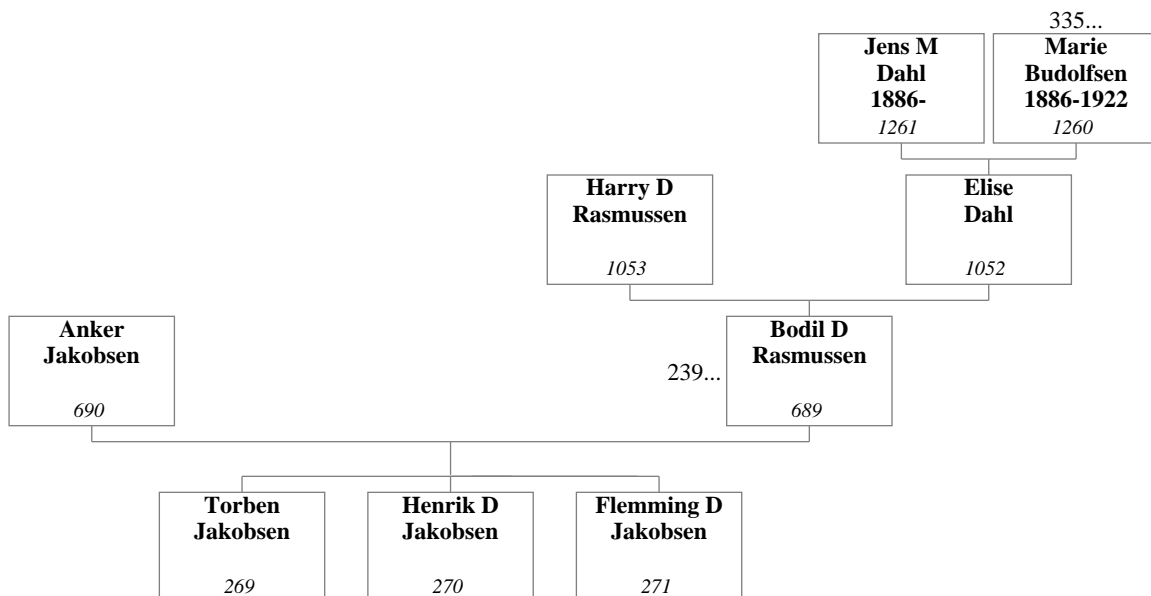 335...
Jens M
Dahl
1886-
1261
Marie
Budolfsen
1886-1922
1260
Harry D
Rasmussen
1053
Elise
Dahl
1052
Anker
Jakobsen
690
239...
Bodil D
Rasmussen
689
Torben
Jakobsen
269
Henrik D
Jakobsen
270
Flemming D
Jakobsen
271